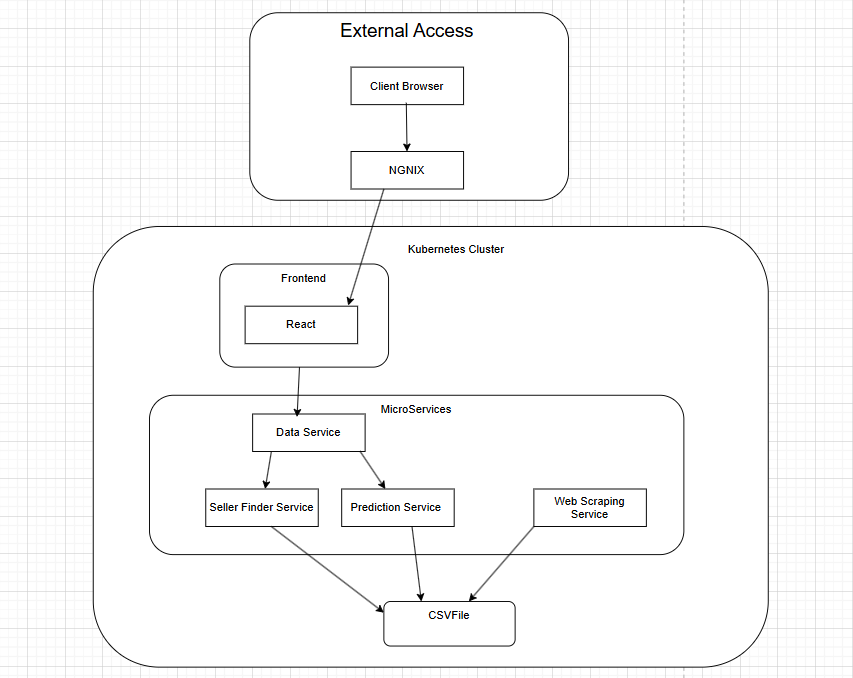 External Access
Client Browser
NGNIX
Kubernetes Cluster
Frontend
React
MicroServices
Data Service
Seller Finder Service
Prediction Service
Web Scraping
Service
CSVFile